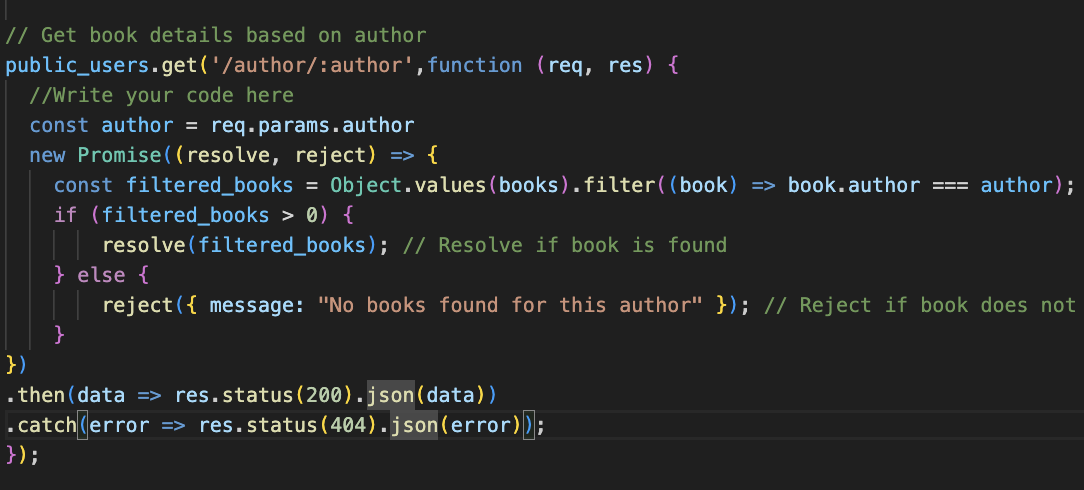 // Get book details based on author
public_users.get('/author/:author',function (req, res) {
  //Write your code here
  const author = req.params.author
  new Promise((resolve, reject) => {
    const filtered_books = Object.values(books).filter((book) => book.author === author);
    if (filtered_books > 0) {
        resolve(filtered_books); // Resolve if book is found
    } else {
        reject({ message: "No books found for this author" }); // Reject if book does not
    }
})
.then(data => res.status(200).json(data))
.catch(error => res.status(404).json(error));
});